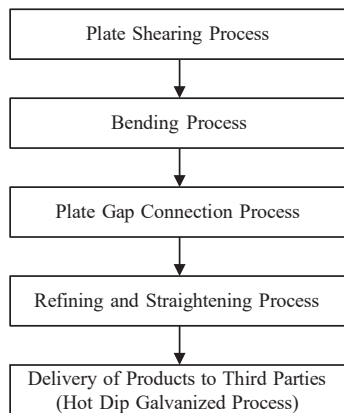 Plate Shearing Process
Bending Process
Plate Gap Connection Process
Refining and Straightening Process
Delivery of Products to Third Parties
(Hot Dip Galvanized Process)